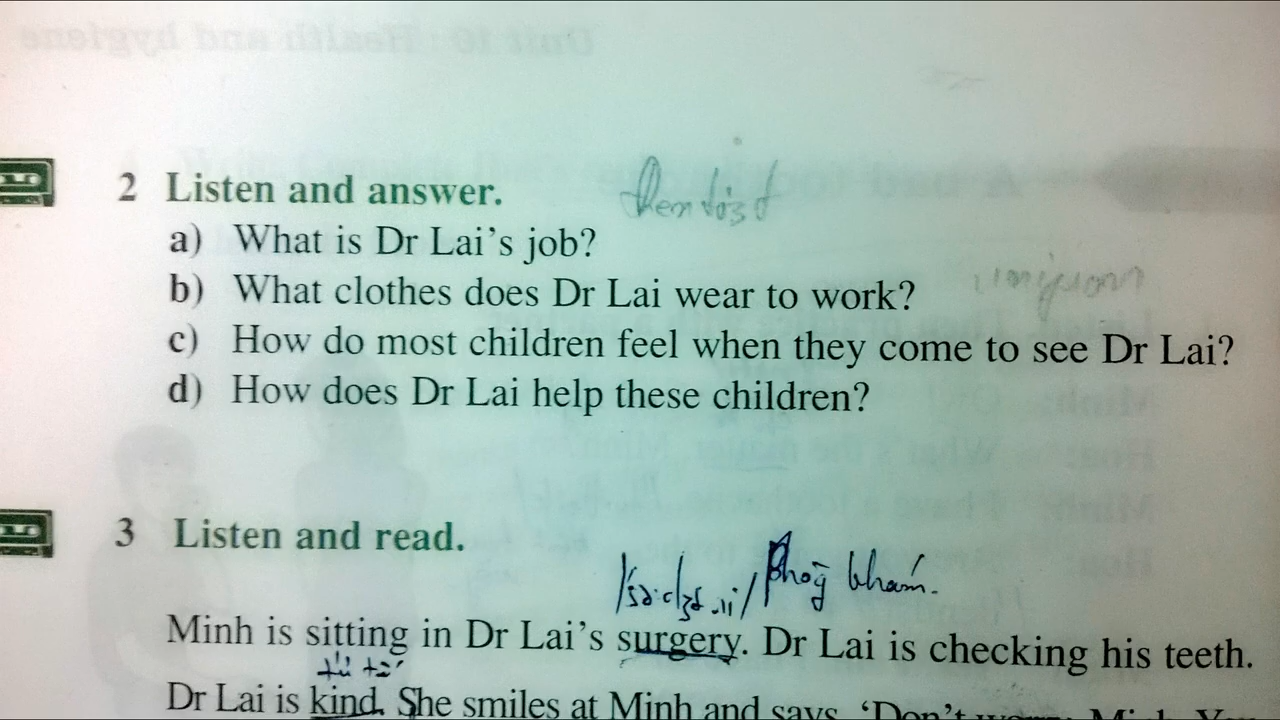 2 Listen and answer.
a) What is Dr Lai's job?
b) What clothes does Dr Lai wear to work?
c) How do most children feel when they come to see Dr Lai?
d) How does Dr Lai help these children?
3 Listen and read.
khám.
Minh is sitting in Dr Lai's surgery. Dr Lai is checking his teeth.
Dr Lai is kind. She smiles at Minh and says, 'Don't